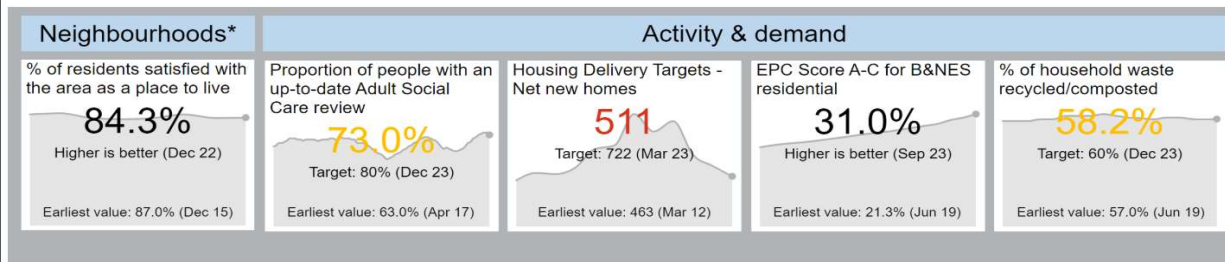 Neighbourhoods*
Activity & demand
% of residents satisfied with
the area as a place to live
84.3%
Higher is better (Dec 22)
Earliest value: 87.0% (Dec 15)
Proportion of people with an
up-to-date Adult Social
Care review
73.0%
Target: 80% (Dec 23)
Earliest value: 63.0% (Apr 17)
Housing Delivery Targets -
Net new homes
511
Target: 722 (Mar 23)
Earliest value: 463 (Mar 12)
EPC Score A-C for B&NES
residential
31.0%
Higher is better (Sep 23)
Earliest value: 21.3% (Jun 19)
% of household waste
recycled/composted
58.2%
Target: 60% (Dec 23)
Earliest value: 57.0% (Jun 19)